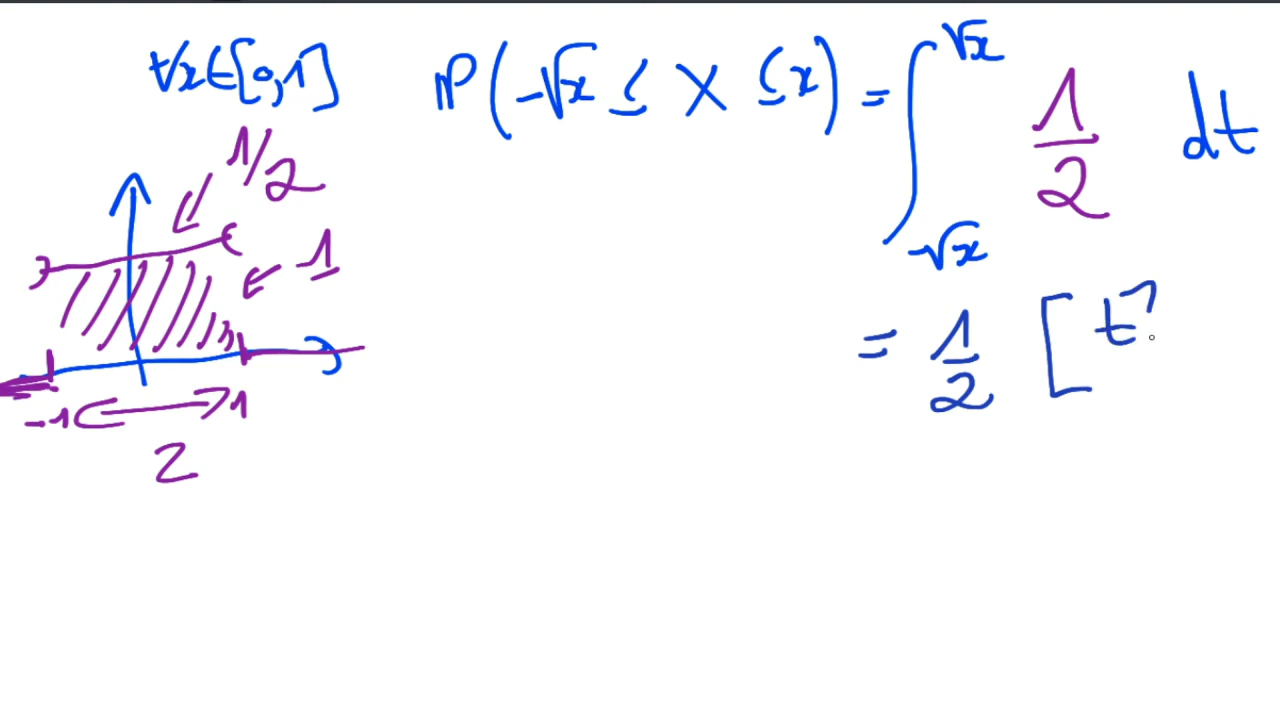 ∀x∈[0,1] ℙ(-√x ≤ X ≤ x) = ∫_{-√x}^{√x} 1/2 dt
1/2
1
= 1/2 [t
-1 1
2